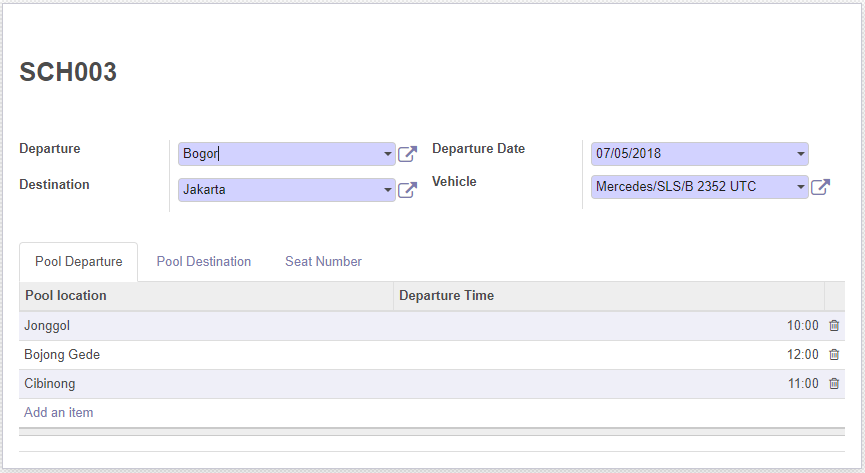 SCH003
Departure Bogor Departure Date 07/05/2018
Destination Jakarta Vehicle Mercedes/SLS/B 2352 UTC
Pool Departure Pool Destination Seat Number
Pool location Departure Time
Jonggol 10:00
Bojong Gede 12:00
Cibinong 11:00
Add an item